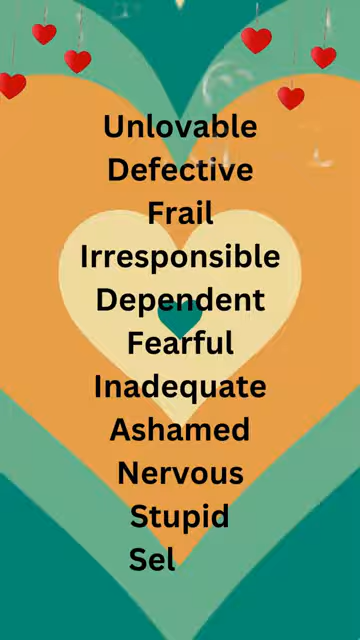 Unlovable
Defective
Frail
Irresponsible
Dependent
Fearful
Inadequate
Ashamed
Nervous
Stupid
Sel